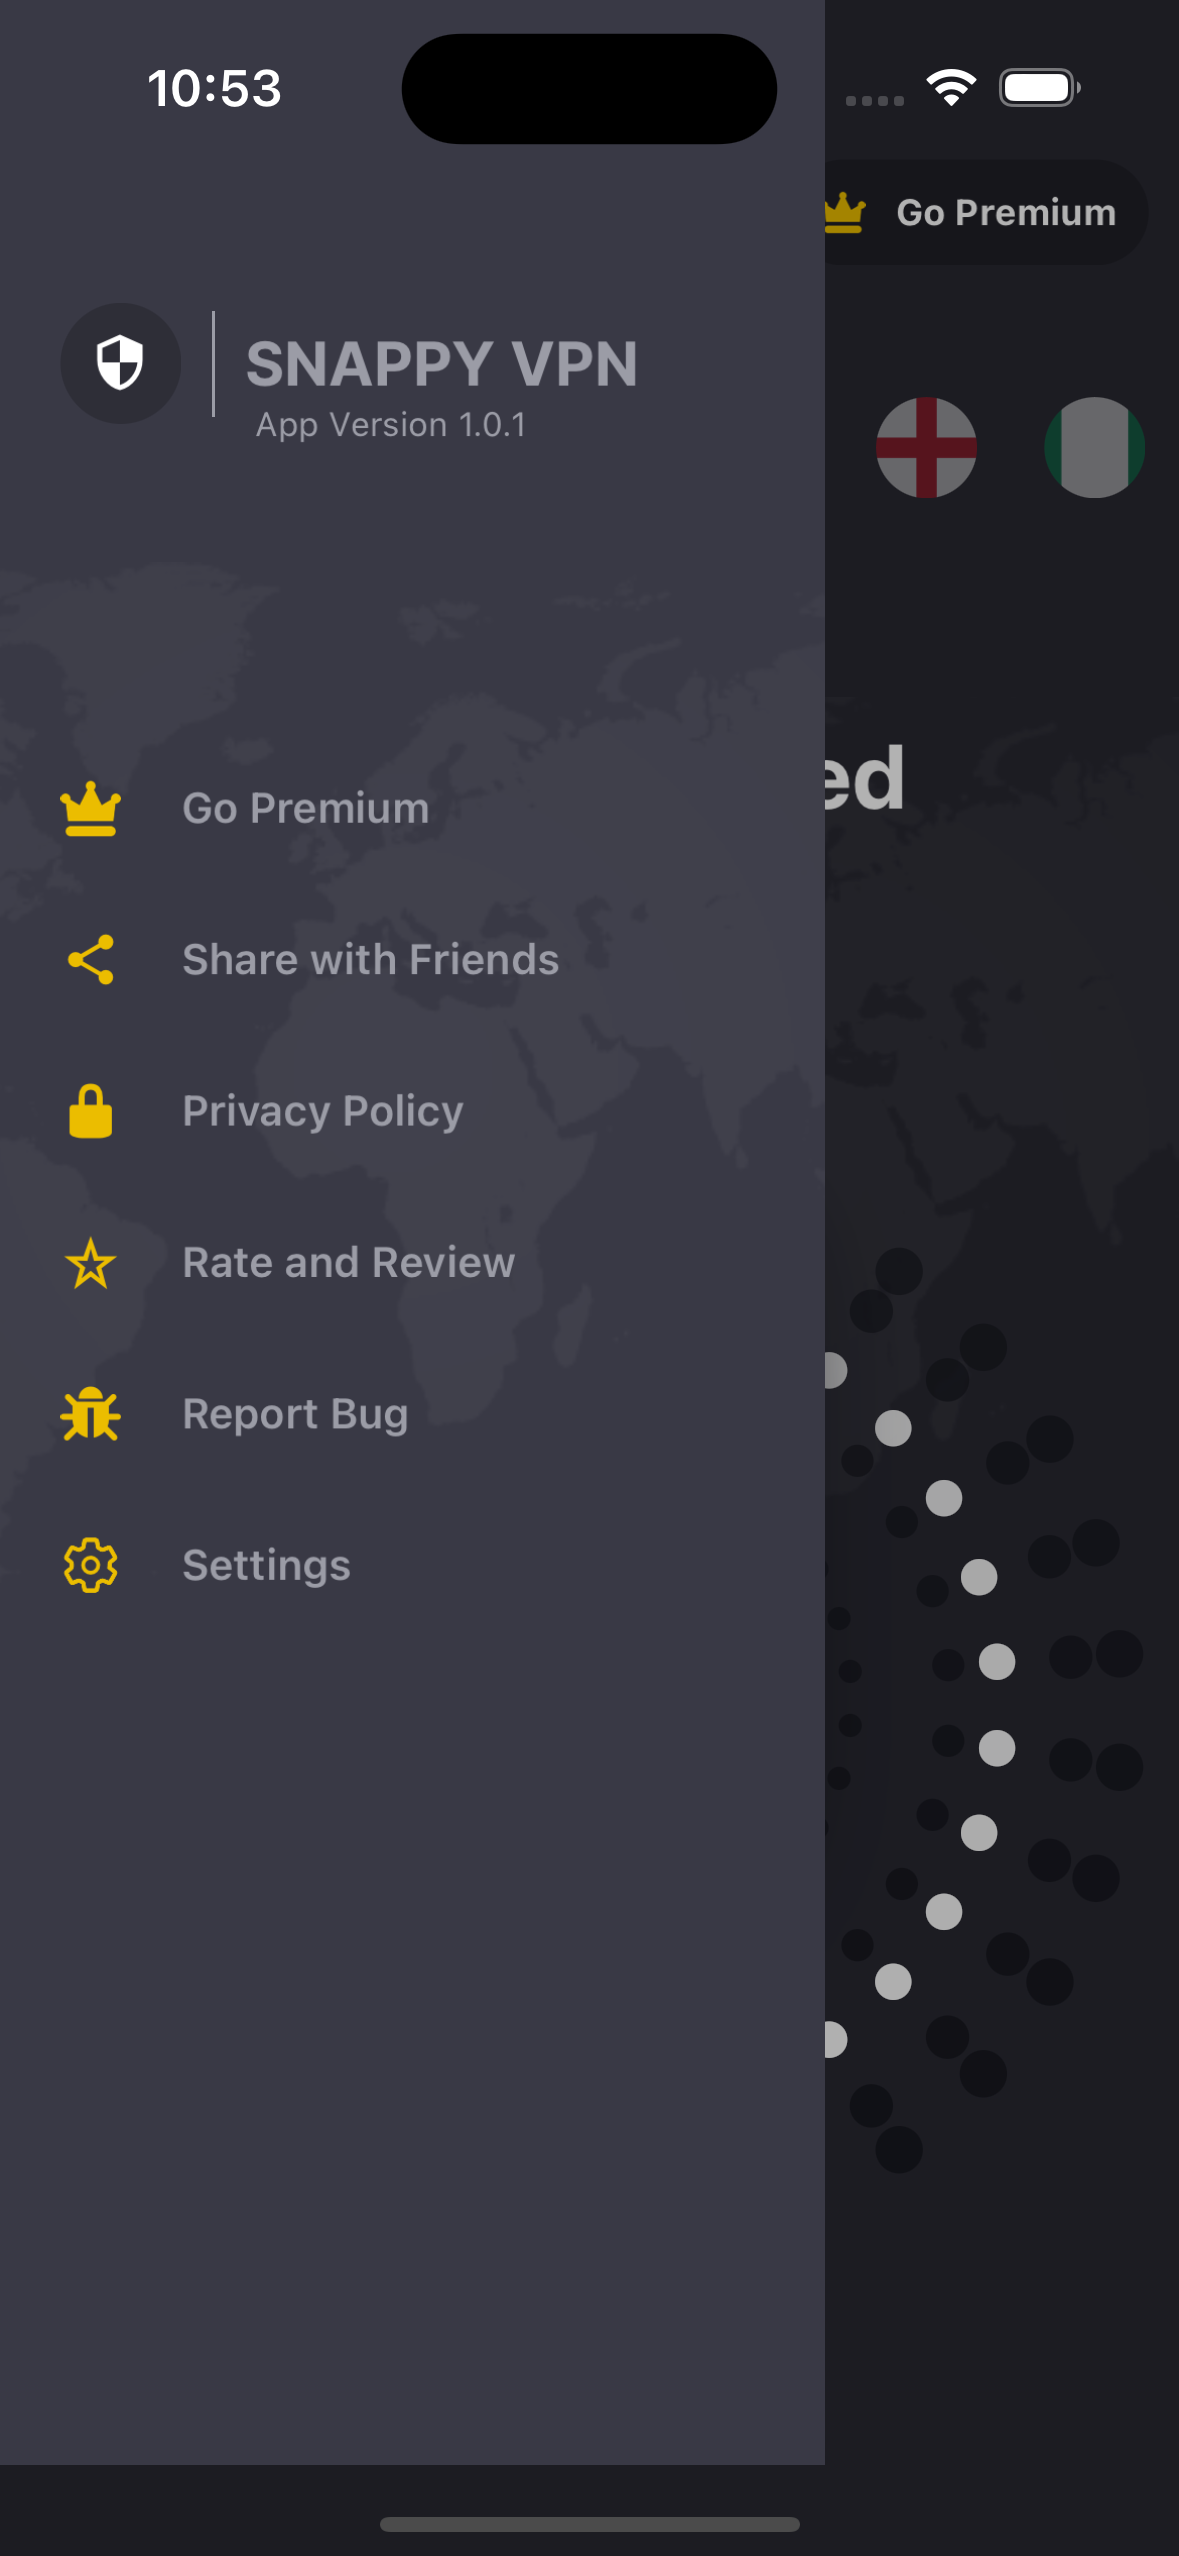 10:53
Go Premium
SNAPPY VPN
App Version 1.0.1
ed
Go Premium
Share with Friends
Privacy Policy
Rate and Review
Report Bug
Settings